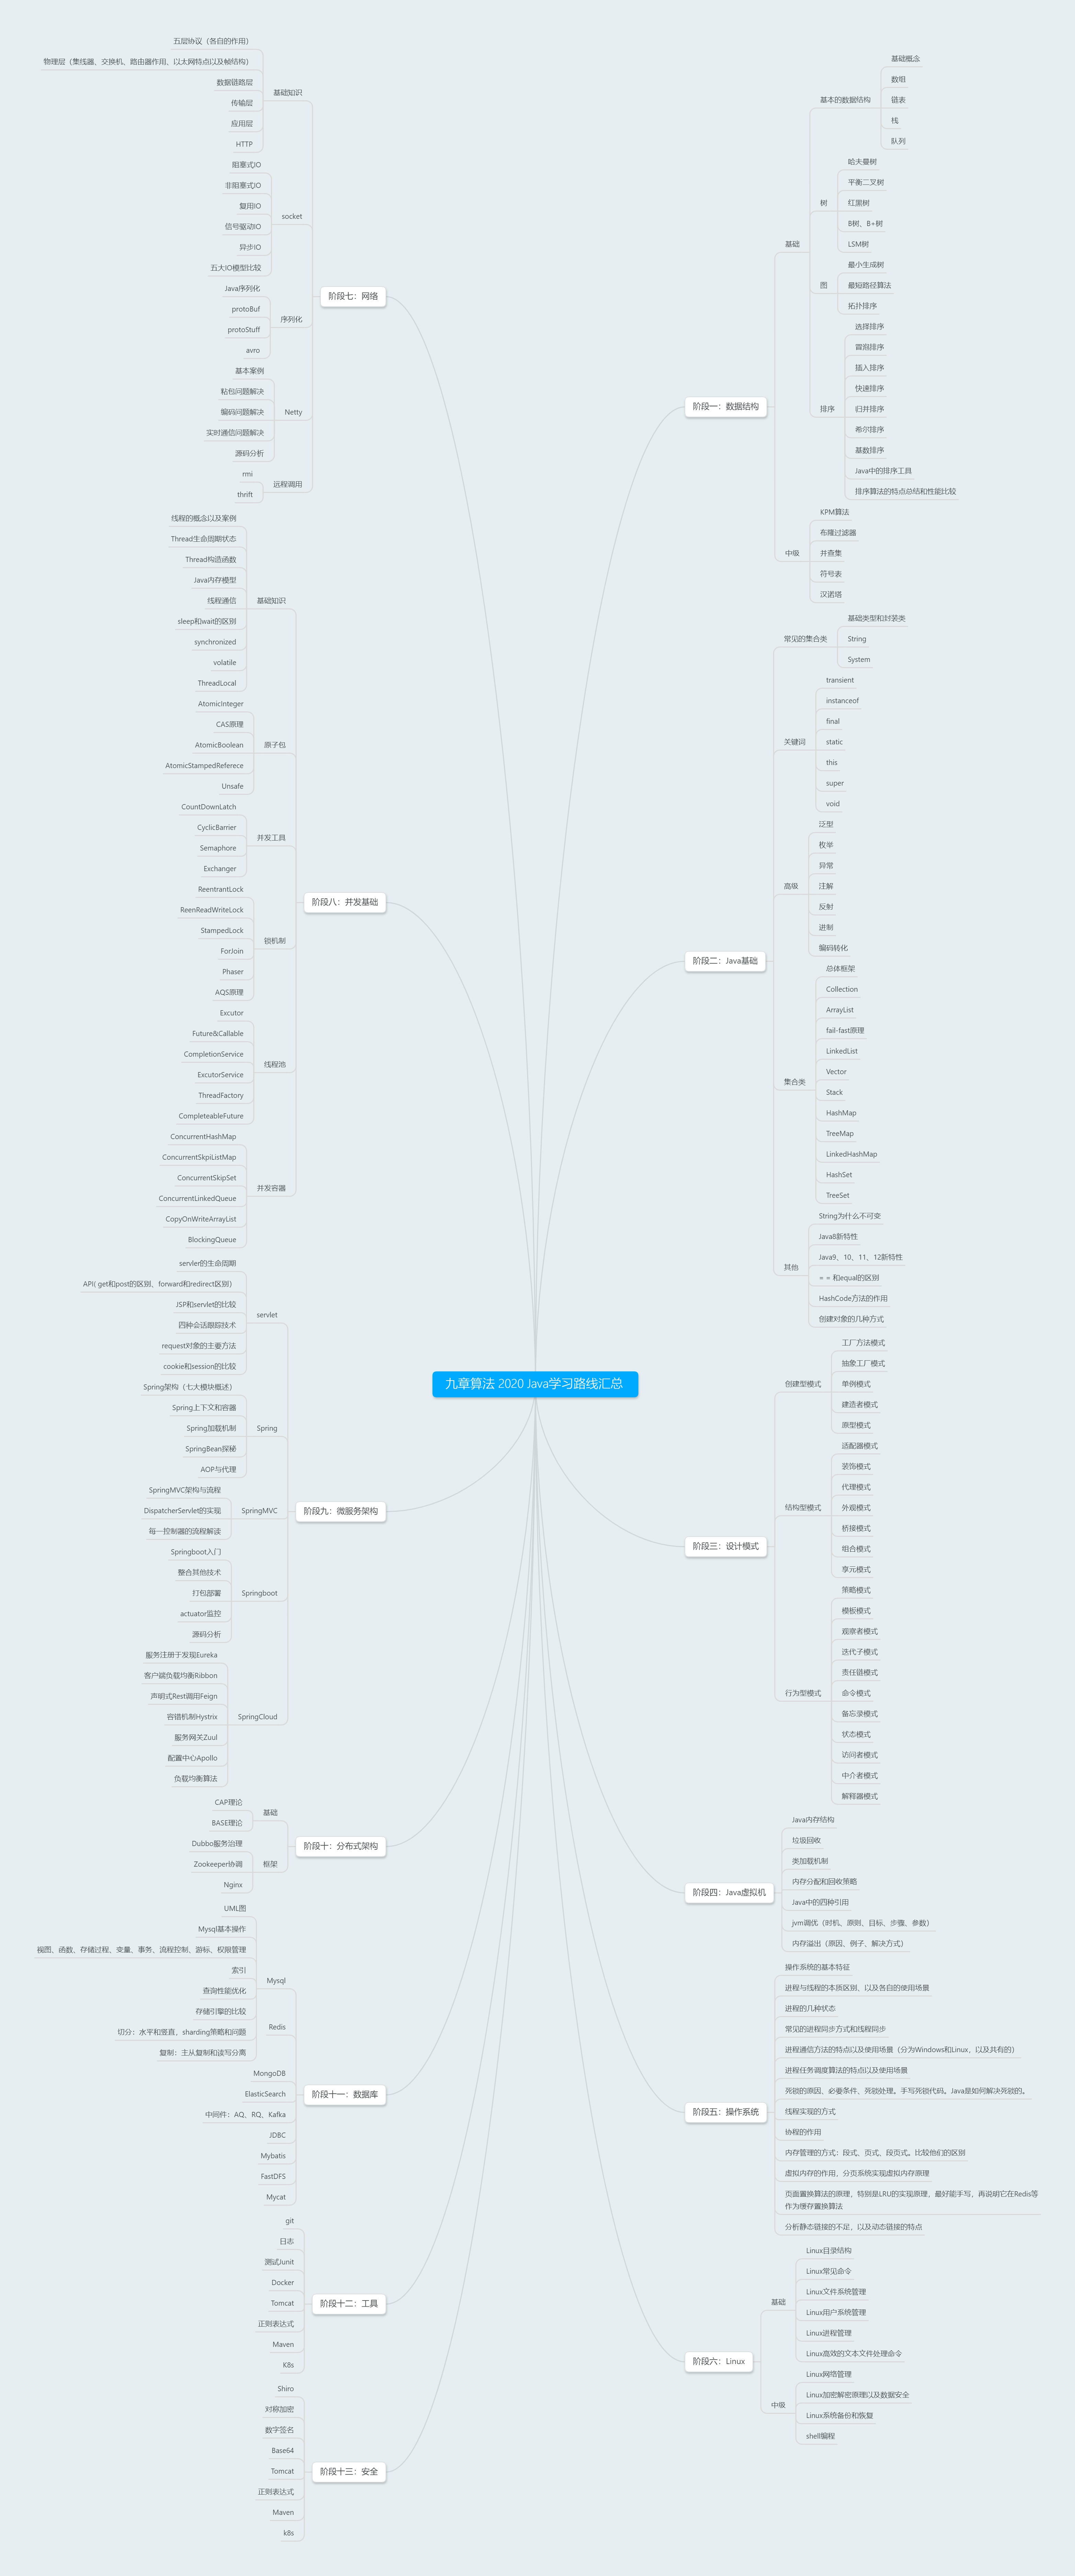 九章算法 2020 Java学习路线汇总
阶段一：数据结构
基础
基本的数据结构
基础概念
数组
链表
栈
队列
树
哈夫曼树
平衡二叉树
红黑树
B树、B+树
LSM树
图
最小生成树
最短路径算法
拓扑排序
排序
选择排序
冒泡排序
插入排序
快速排序
归并排序
希尔排序
基数排序
Java中的排序工具
排序算法的特点总结和性能比较
中级
KPM算法
布隆过滤器
并查集
符号表
汉诺塔
阶段二：Java基础
常见的集合类
基础类型和封装类
String
System
关键词
transient
instanceof
final
static
this
super
void
高级
泛型
枚举
异常
注解
反射
进制
编码转化
集合类
总体框架
Collection
ArrayList
fail-fast原理
LinkedList
Vector
Stack
HashMap
TreeMap
LinkedHashMap
HashSet
TreeSet
其他
String为什么不可变
Java8新特性
Java9、10、11、12新特性
= = 和equal的区别
HashCode方法的作用
创建对象的几种方式
阶段三：设计模式
创建型模式
工厂方法模式
抽象工厂模式
单例模式
建造者模式
原型模式
结构型模式
适配器模式
装饰模式
代理模式
外观模式
桥接模式
组合模式
享元模式
行为型模式
策略模式
模板模式
观察者模式
迭代子模式
责任链模式
命令模式
备忘录模式
状态模式
访问者模式
中介者模式
解释器模式
阶段四：Java虚拟机
Java内存结构
垃圾回收
类加载机制
内存分配和回收策略
Java中的四种引用
jvm调优（时机、原则、目标、步骤、参数）
内存溢出（原因、例子、解决方式）
阶段五：操作系统
操作系统的基本特征
进程与线程的本质区别、以及各自的使用场景
进程的几种状态
常见的进程同步方式和线程同步
进程通信方法的特点以及使用场景（分为Windows和Linux，以及共有的）
进程任务调度算法的特点以及使用场景
死锁的原因、必要条件、死锁处理。手写死锁代码。Java是如何解决死锁的。
线程实现的方式
协程的作用
内存管理的方式：段式、页式、段页式。比较他们的区别
虚拟内存的作用，分页系统实现虚拟内存原理
页面置换算法的原理，特别是LRU的实现原理，最好能手写，再说明它在Redis等
作为缓存置换算法
分析静态链接的不足，以及动态链接的特点
阶段六：Linux
基础
Linux目录结构
Linux常见命令
Linux文件系统管理
Linux用户系统管理
Linux进程管理
Linux高效的文本文件处理命令
中级
Linux网络管理
Linux加密解密原理以及数据安全
Linux系统备份和恢复
shell编程
阶段七：网络
基础知识
五层协议（各自的作用）
物理层（集线器、交换机、路由器作用、以太网特点以及帧结构）
数据链路层
传输层
应用层
HTTP
socket
阻塞式IO
非阻塞式IO
复用IO
信号驱动IO
异步IO
五大IO模型比较
序列化
Java序列化
protoBuf
protoStuff
avro
Netty
基本案例
粘包问题解决
编码问题解决
实时通信问题解决
源码分析
远程调用
rmi
thrift
阶段八：并发基础
基础知识
线程的概念以及案例
Thread生命周期状态
Thread构造函数
Java内存模型
线程通信
sleep和wait的区别
synchronized
volatile
ThreadLocal
原子包
AtomicInteger
CAS原理
AtomicBoolean
AtomicStampedReferece
Unsafe
并发工具
CountDownLatch
CyclicBarrier
Semaphore
Exchanger
锁机制
ReentrantLock
ReenReadWriteLock
StampedLock
ForJoin
Phaser
AQS原理
线程池
Excutor
Future&Callable
CompletionService
ExcutorService
ThreadFactory
CompleteableFuture
并发容器
ConcurrentHashMap
ConcurrentSkpiListMap
ConcurrentSkipSet
ConcurrentLinkedQueue
CopyOnWriteArrayList
BlockingQueue
阶段九：微服务架构
servlet
servler的生命周期
API( get和post的区别、forward和redirect区别）
JSP和servlet的比较
四种会话跟踪技术
request对象的主要方法
cookie和session的比较
Spring
Spring架构（七大模块概述）
Spring上下文和容器
Spring加载机制
SpringBean探秘
AOP与代理
SpringMVC
SpringMVC架构与流程
DispatcherServlet的实现
每一控制器的流程解读
Springboot
Springboot入门
整合其他技术
打包部署
actuator监控
源码分析
SpringCloud
服务注册于发现Eureka
客户端负载均衡Ribbon
声明式Rest调用Feign
容错机制Hystrix
服务网关Zuul
配置中心Apollo
负载均衡算法
阶段十：分布式架构
基础
CAP理论
BASE理论
框架
Dubbo服务治理
Zookeeper协调
Nginx
阶段十一：数据库
Mysql
UML图
Mysql基本操作
视图、函数、存储过程、变量、事务、流程控制、游标、权限管理
索引
查询性能优化
存储引擎的比较
切分：水平和竖直、sharding策略和问题
复制：主从复制和读写分离
Redis
MongoDB
ElasticSearch
中间件：AQ、RQ、Kafka
JDBC
Mybatis
FastDFS
Mycat
阶段十二：工具
git
日志
测试Junit
Docker
Tomcat
正则表达式
Maven
K8s
阶段十三：安全
Shiro
对称加密
数字签名
Base64
Tomcat
正则表达式
Maven
k8s